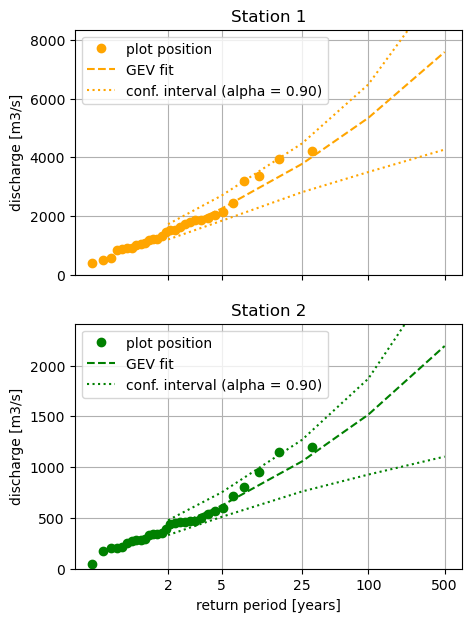 Station 1
8000
6000
4000
2000
0
discharge [m3/s]
plot position
GEV fit
conf. interval (alpha = 0.90)
Station 2
2000
1500
1000
500
0
discharge [m3/s]
plot position
GEV fit
conf. interval (alpha = 0.90)
2 5 25 100 500
return period [years]